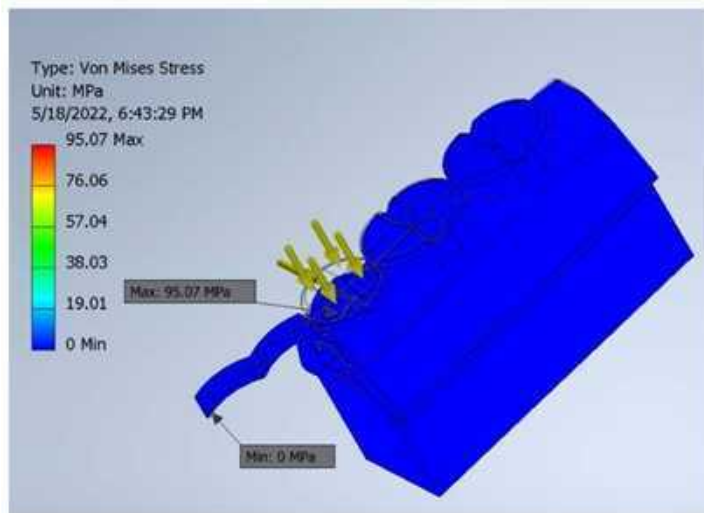 Type: Von Mises Stress
Unit: MPa
5/18/2022, 6:43:29 PM
95.07 Max
76.06
57.04
38.03
19.01
0 Min
Max: 95.07 MPa
Min: 0 MPa